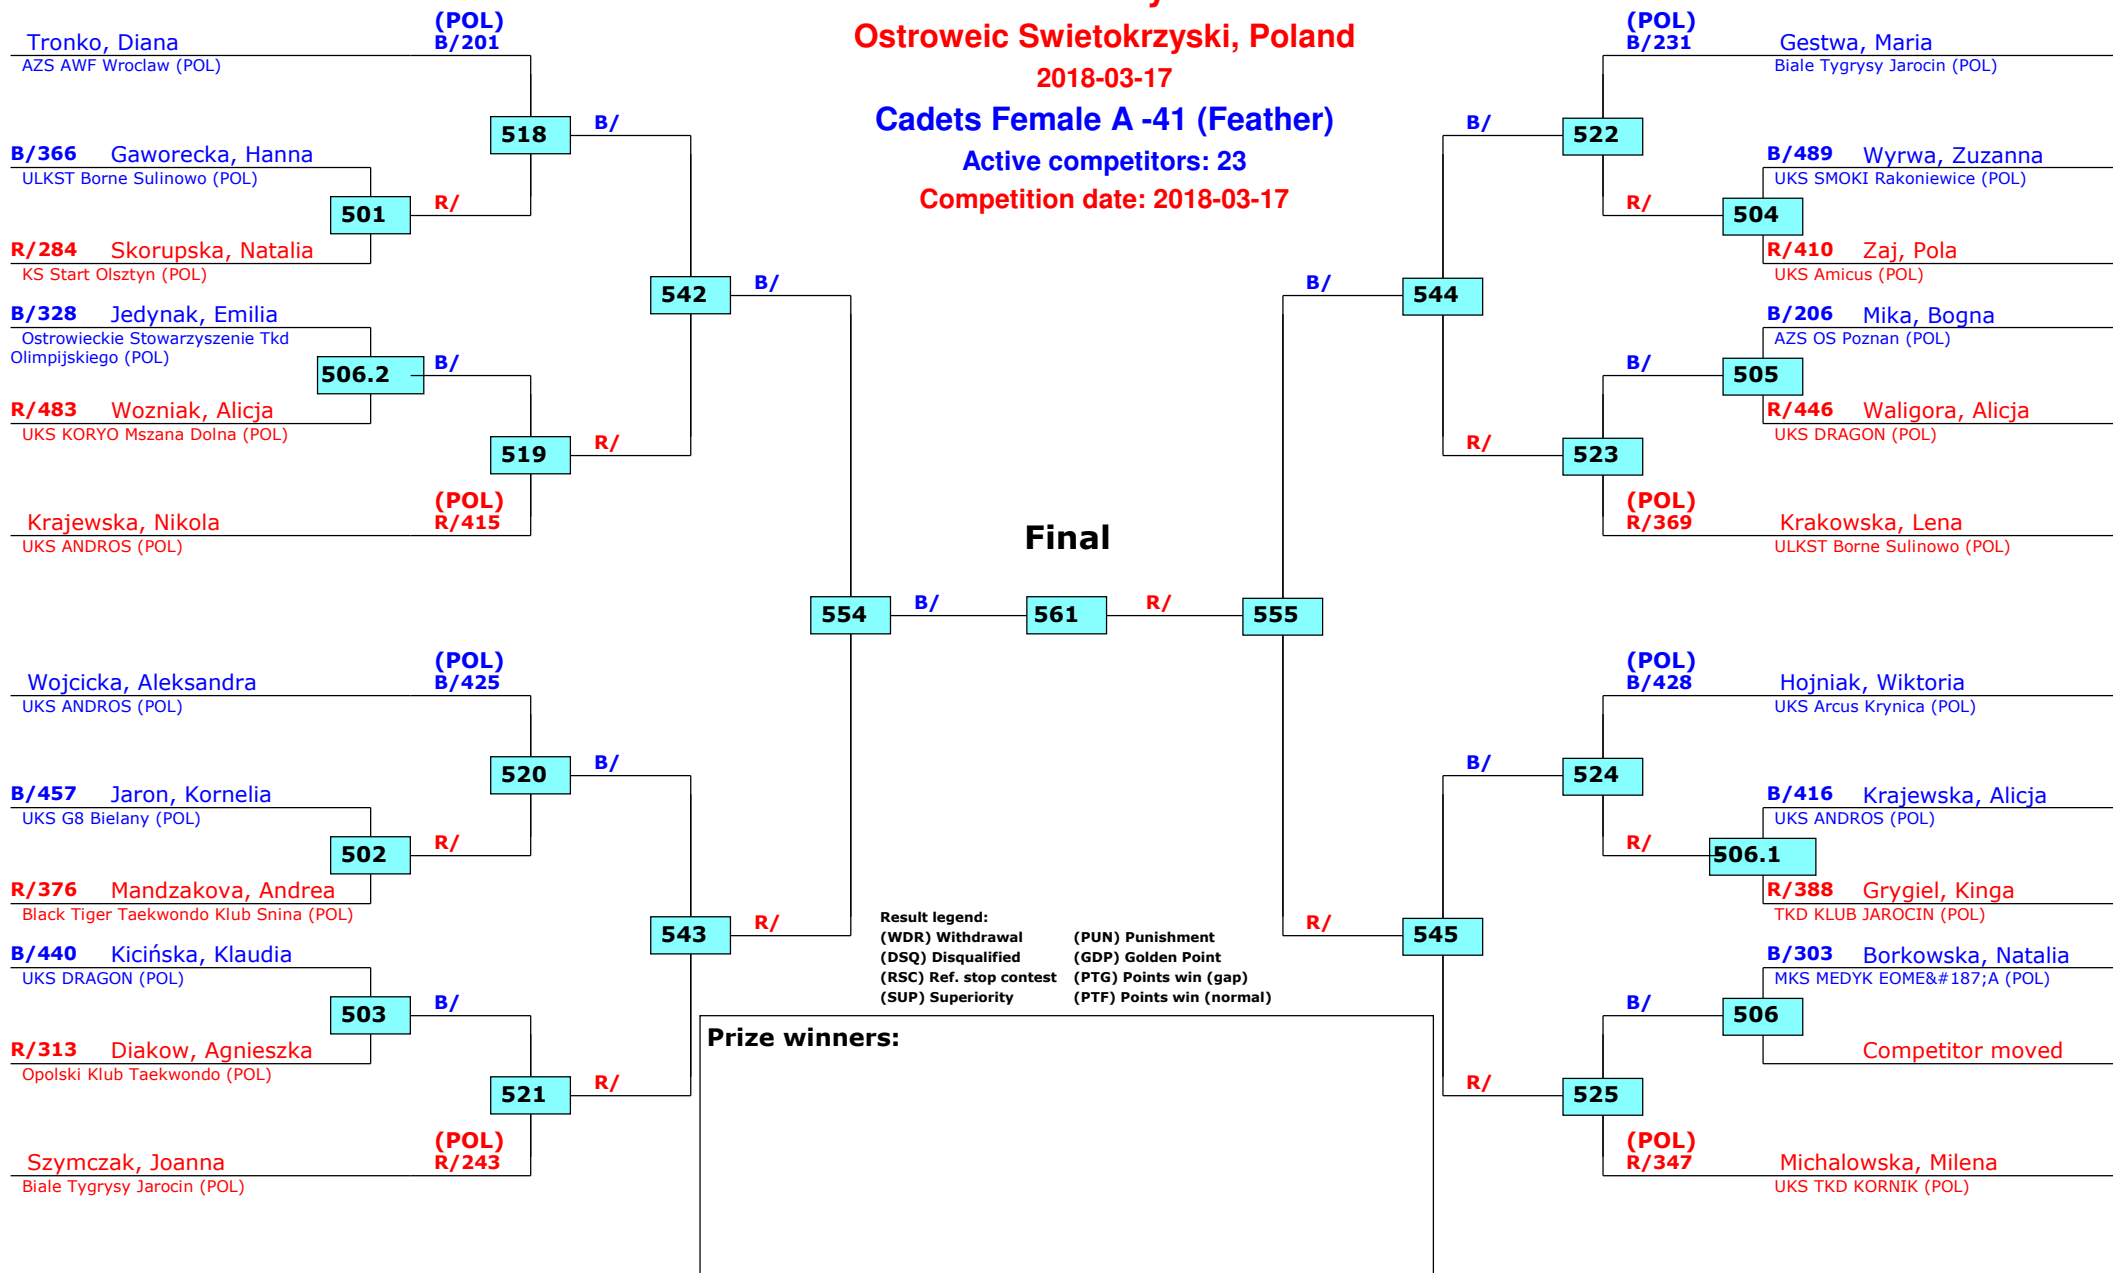 Ostroweic Swietokrzyski, Poland
2018-03-17
Cadets Female A -41 (Feather)
Active competitors: 23
Competition date: 2018-03-17
(POL)
Tronko, Diana B/201
AZS AWF Wroclaw (POL)
518 B/
B/366 Gaworecka, Hanna
ULKST Borne Sulinowo (POL)
501 R/
R/284 Skorupska, Natalia
KS Start Olsztyn (POL)
542 B/
B/328 Jedynak, Emilia
Ostrowieckie Stowarzyszenie Tkd
Olimpijskiego (POL)
506.2 B/
R/483 Wozniak, Alicja
UKS KORYO Mszana Dolna (POL)
519 R/
(POL)
Krajewska, Nikola R/415
UKS ANDROS (POL)
Final
554 B/ 561 R/ 555
(POL)
Wojcicka, Aleksandra B/425
UKS ANDROS (POL)
520 B/
B/457 Jaron, Kornelia
UKS G8 Bielany (POL)
502 R/
R/376 Mandzakova, Andrea
Black Tiger Taekwondo Klub Snina (POL)
543 R/
B/440 Kicińska, Klaudia
UKS DRAGON (POL)
503 B/
R/313 Diakow, Agnieszka
Opolski Klub Taekwondo (POL)
521 R/
(POL)
Szymczak, Joanna R/243
Biale Tygrysy Jarocin (POL)
(POL)
B/231 Gestwa, Maria
Biale Tygrysy Jarocin (POL)
B/ 522
B/489 Wyrwa, Zuzanna
UKS SMOKI Rakoniewice (POL)
R/ 504
R/410 Zaj, Pola
UKS Amicus (POL)
B/ 544
B/206 Mika, Bogna
AZS OS Poznan (POL)
B/ 505
R/446 Waligora, Alicja
UKS DRAGON (POL)
R/ 523
(POL)
R/369 Krakowska, Lena
ULKST Borne Sulinowo (POL)
(POL)
B/428 Hojniak, Wiktoria
UKS Arcus Krynica (POL)
B/ 524
B/416 Krajewska, Alicja
UKS ANDROS (POL)
R/ 506.1
R/388 Grygiel, Kinga
TKD KLUB JAROCIN (POL)
R/ 545
B/303 Borkowska, Natalia
MKS MEDYK EOME&#187;A (POL)
B/ 506
Competitor moved
R/ 525
(POL)
R/347 Michalowska, Milena
UKS TKD KORNIK (POL)
Result legend:
(WDR) Withdrawal (PUN) Punishment
(DSQ) Disqualified (GDP) Golden Point
(RSC) Ref. stop contest (PTG) Points win (gap)
(SUP) Superiority (PTF) Points win (normal)
Prize winners: